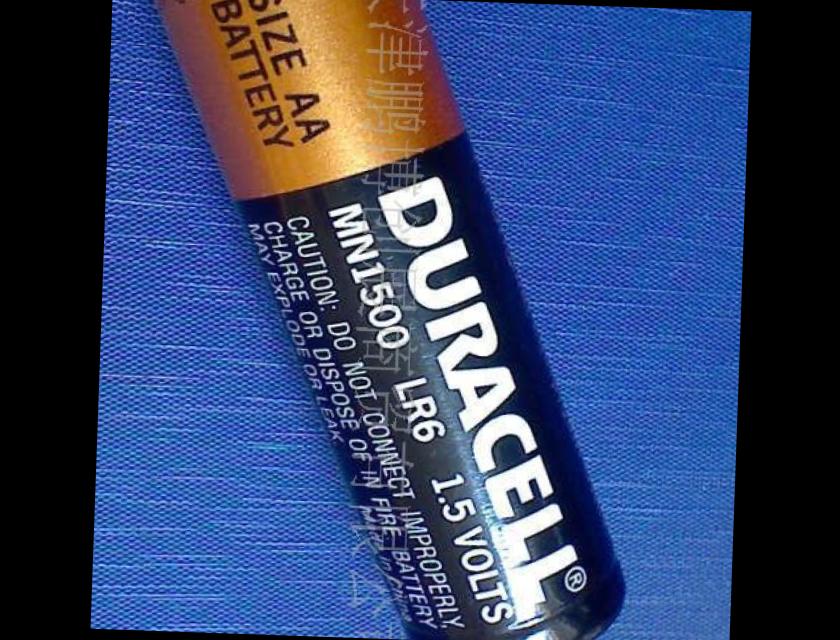 SIZE AA
BATTERY
DURACELL®
MN1500 LR6 1.5 VOLTS
CAUTION: DO NOT CONNECT IMPROPERLY,
CHARGE OR DISPOSE OF IN FIRE. BATTERY
MAY EXPLODE OR LEAK.